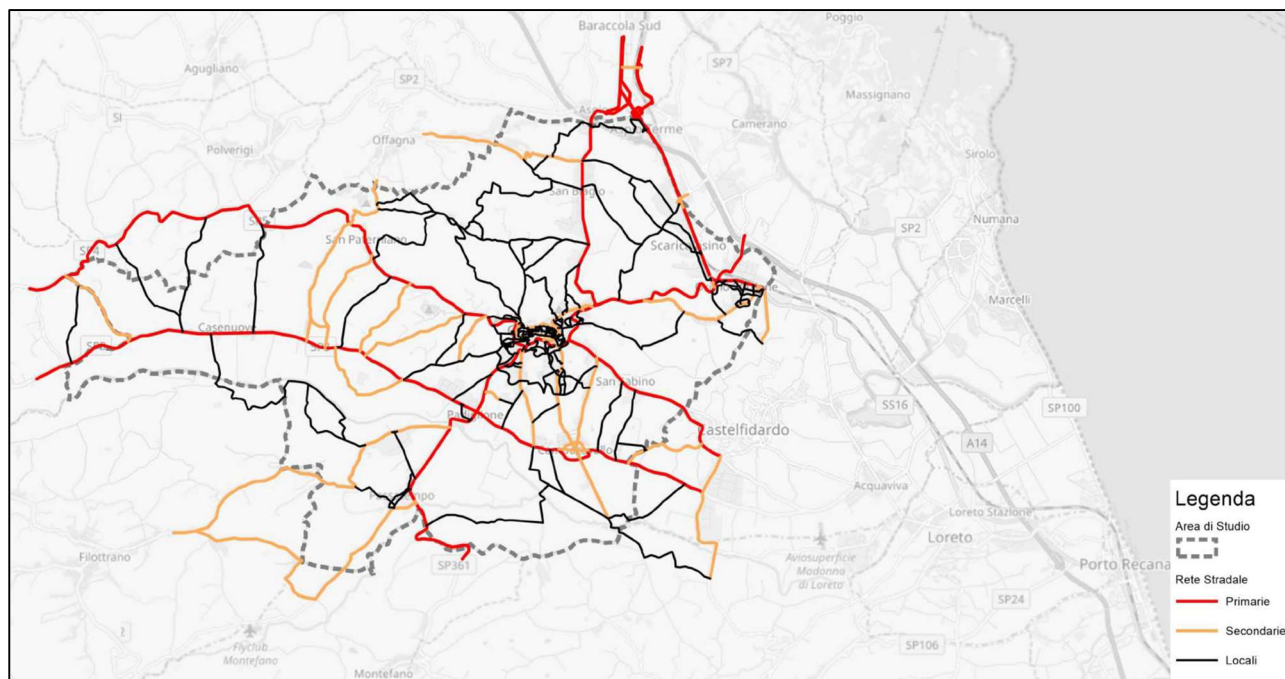 Baraccola Sud
Poggio
Agugliano
SP2
SP7
Massignano
Camerano
Offagna
Polverigi
Sirolo
San Biagio
Numana
SP2
San Paterniano
Marcelli
Casenuove
San Sabino
SS16
SP100
Castelfidardo
A14
Acquaviva
Loreto Stazione
Loreto
Filottrano
SP361
Aviosuperficie
Madonna
di Loreto
Porto Recana
SP24
Flyclub
Montefano
SP106
Montefano
Legenda
Area di Studio
Rete Stradale
Primarie
Secondarie
Locali